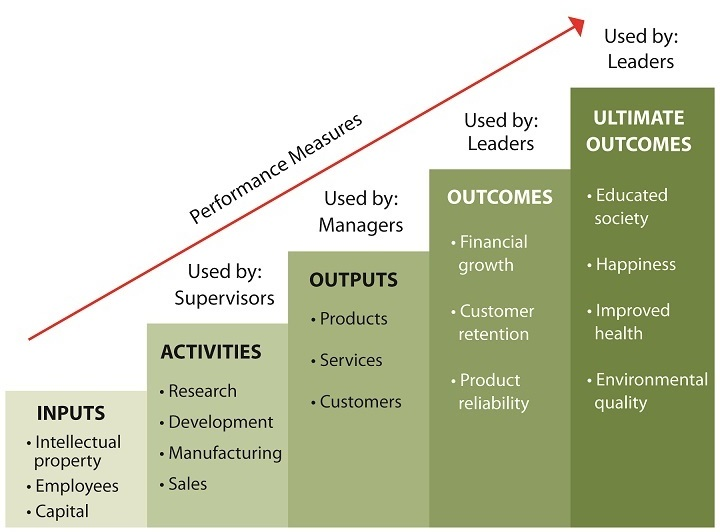 Performance Measures
INPUTS
• Intellectual
property
• Employees
• Capital
Used by:
Supervisors
ACTIVITIES
• Research
• Development
• Manufacturing
• Sales
Used by:
Managers
OUTPUTS
• Products
• Services
• Customers
Used by:
Leaders
OUTCOMES
• Financial
growth
• Customer
retention
• Product
reliability
Used by:
Leaders
ULTIMATE
OUTCOMES
• Educated
society
• Happiness
• Improved
health
• Environmental
quality